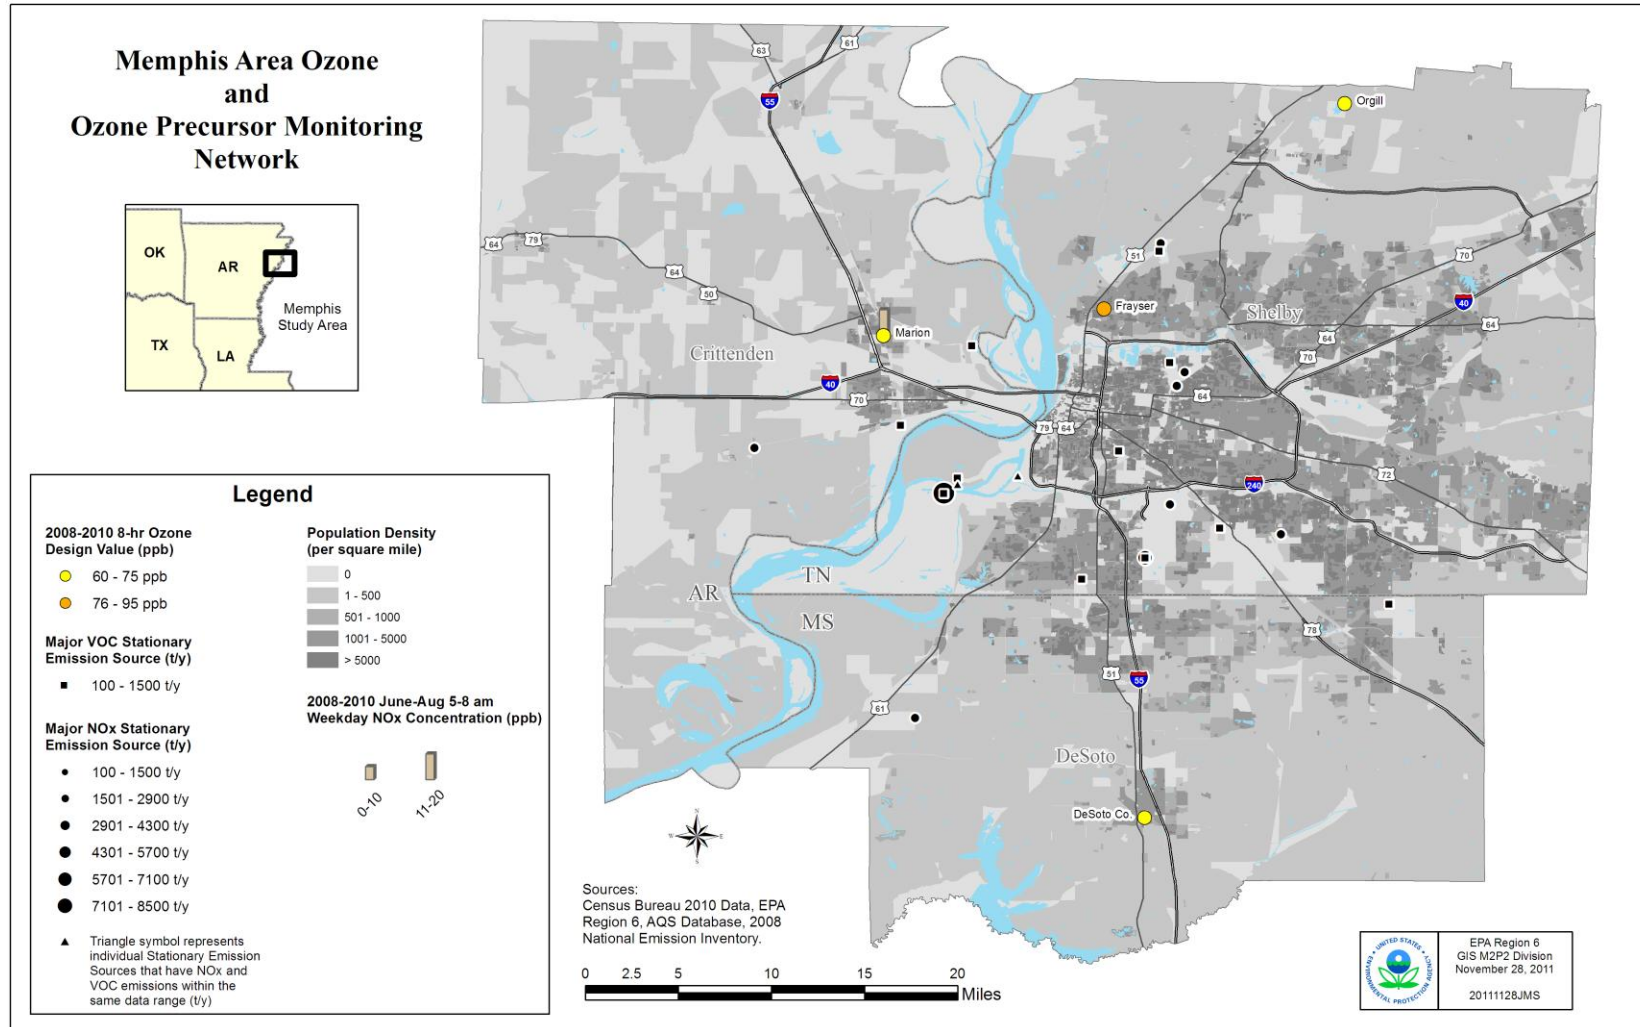 Memphis Area Ozone
and
Ozone Precursor Monitoring
Network
OK
AR
TX
LA
Memphis
Study Area
Legend
2008-2010 8-hr Ozone
Design Value (ppb)
60 - 75 ppb
76 - 95 ppb
Major VOC Stationary
Emission Source (t/y)
100 - 1500 t/y
Major NOx Stationary
Emission Source (t/y)
100 - 1500 t/y
1501 - 2900 t/y
2901 - 4300 t/y
4301 - 5700 t/y
5701 - 7100 t/y
7101 - 8500 t/y
Triangle symbol represents
individual Stationary Emission
Sources that have NOx and
VOC emissions within the
same data range (t/y)
Population Density
(per square mile)
0
1 - 500
501 - 1000
1001 - 5000
> 5000
2008-2010 June-Aug 5-8 am
Weekday NOx Concentration (ppb)
0-10
11-20
63
61
55
Orgill
64
79
64
50
51
70
40
Frayser
Shelby
64
64
70
Marion
Crittenden
40
70
64
79
64
72
240
TN
AR
MS
78
51
55
61
DeSoto
DeSoto Co.
N
W
E
S
Sources:
Census Bureau 2010 Data, EPA
Region 6, AQS Database, 2008
National Emission Inventory.
0 2.5 5 10 15 20
Miles
UNITED STATES
ENVIRONMENTAL PROTECTION AGENCY
EPA Region 6
GIS M2P2 Division
November 28, 2011
20111128JMS